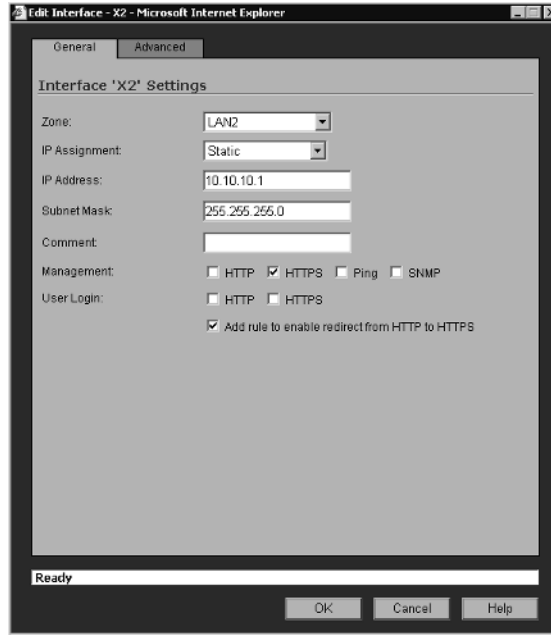 Edit Interface - X2 - Microsoft Internet Explorer
General Advanced
Interface 'X2' Settings
Zone: LAN2
IP Assignment: Static
IP Address: 10.10.10.1
Subnet Mask: 255.255.255.0
Comment:
Management: HTTP HTTPS Ping SNMP
User Login: HTTP HTTPS
Add rule to enable redirect from HTTP to HTTPS
Ready
OK Cancel Help